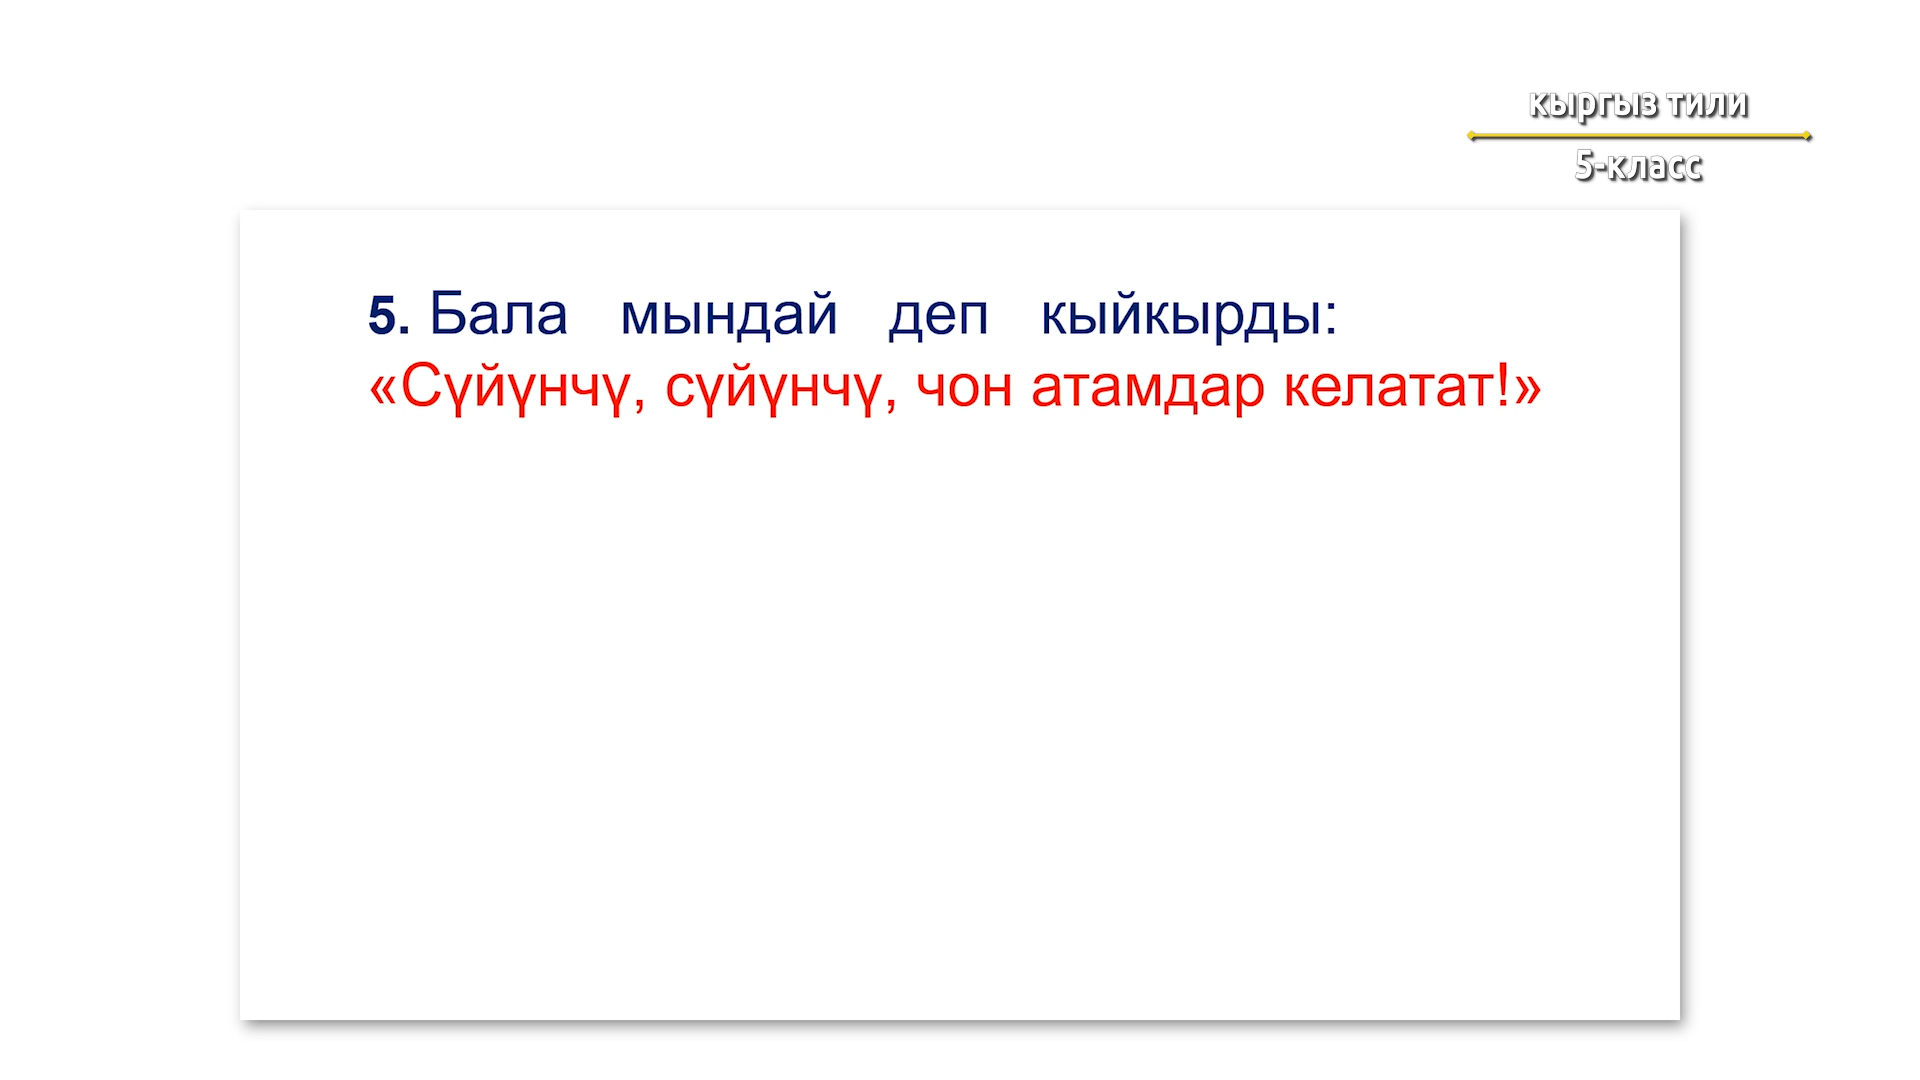 кыргыз тили
5-класс
5. Бала мындай деп кыйкырды:
«Сүйүнчү, сүйүнчү, чон атамдар келатат!»